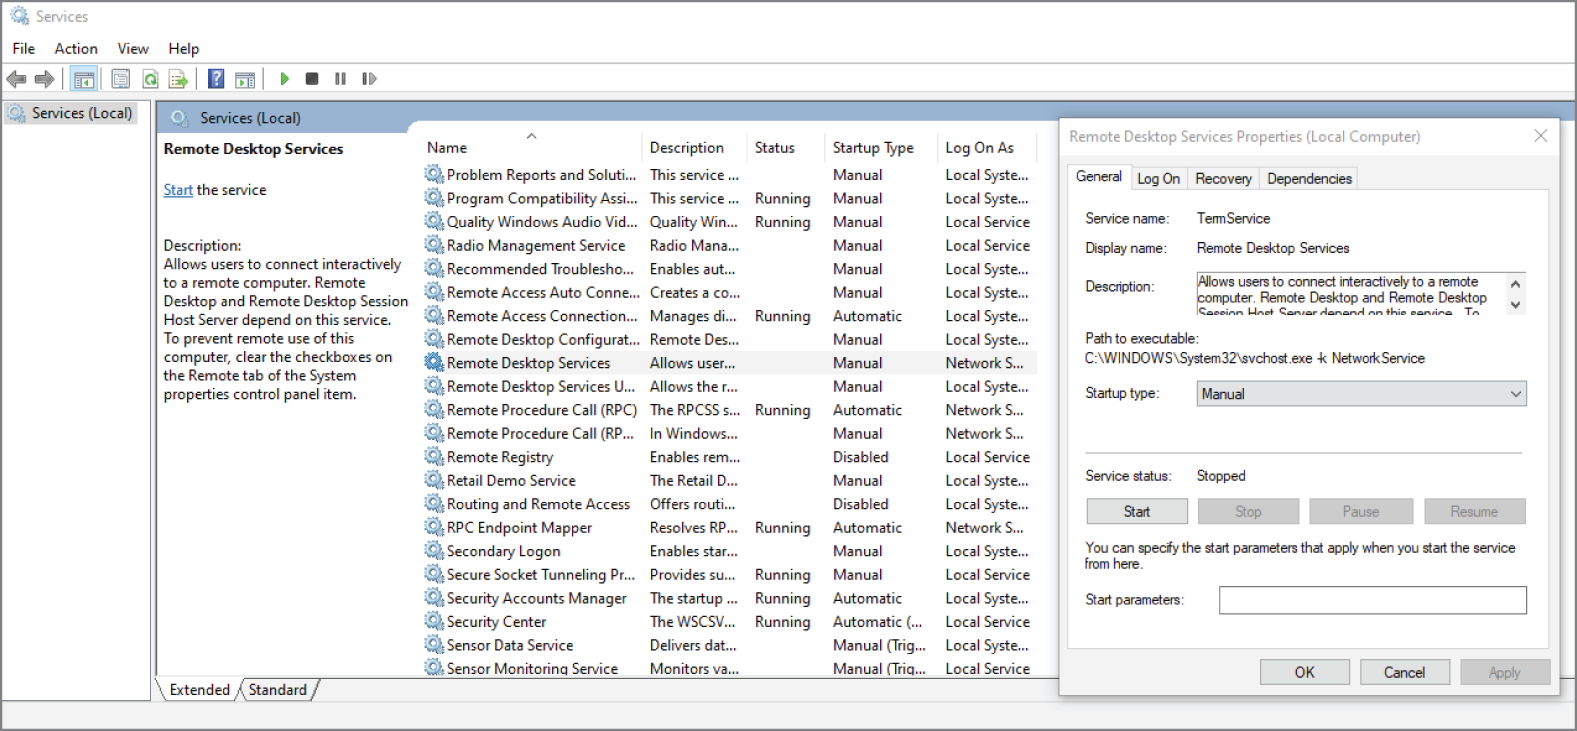 Services
File Action View Help
Services (Local)
Services (Local)
Remote Desktop Services
Start the service
Description:
Allows users to connect interactively
to a remote computer. Remote
Desktop and Remote Desktop Session
Host Server depend on this service.
To prevent remote use of this
computer, clear the checkboxes on
the Remote tab of the System
properties control panel item.
Name Description Status Startup Type Log On As
Problem Reports and Soluti... This service ... Manual Local Syste...
Program Compatibility Assi... This service ... Running Manual Local Syste...
Quality Windows Audio Vid... Quality Win... Running Manual Local Service
Radio Management Service Radio Mana... Manual Local Service
Recommended Troublesho... Enables aut... Manual Local Syste...
Remote Access Auto Conne... Creates a co... Manual Local Syste...
Remote Access Connection... Manages di... Running Automatic Local Syste...
Remote Desktop Configurat... Remote Des... Manual Local Syste...
Remote Desktop Services Allows user... Manual Network S...
Remote Desktop Services U... Allows the r... Manual Local Syste...
Remote Procedure Call (RPC) The RPCSS s... Running Automatic Network S...
Remote Procedure Call (RP... In Windows... Manual Network S...
Remote Registry Enables rem... Disabled Local Service
Retail Demo Service The Retail D... Manual Local Syste...
Routing and Remote Access Offers routi... Disabled Local Syste...
RPC Endpoint Mapper Resolves RP... Running Automatic Network S...
Secondary Logon Enables star... Manual Local Syste...
Secure Socket Tunneling Pr... Provides su... Running Manual Local Service
Security Accounts Manager The startup ... Running Automatic Local Syste...
Security Center The WSCSV... Running Automatic (... Local Service
Sensor Data Service Delivers dat... Manual (Trig... Local Syste...
Sensor Monitoring Service Monitors va... Manual (Trig... Local Service
Extended Standard
Remote Desktop Services Properties (Local Computer)
General Log On Recovery Dependencies
Service name: TermService
Display name: Remote Desktop Services
Description: Allows users to connect interactively to a remote
computer. Remote Desktop and Remote Desktop
Session Host Server depend on this service. To
Path to executable:
C:\WINDOWS\System32\svchost.exe -k NetworkService
Startup type: Manual
Service status: Stopped
Start Stop Pause Resume
You can specify the start parameters that apply when you start the service
from here.
Start parameters:
OK Cancel Apply